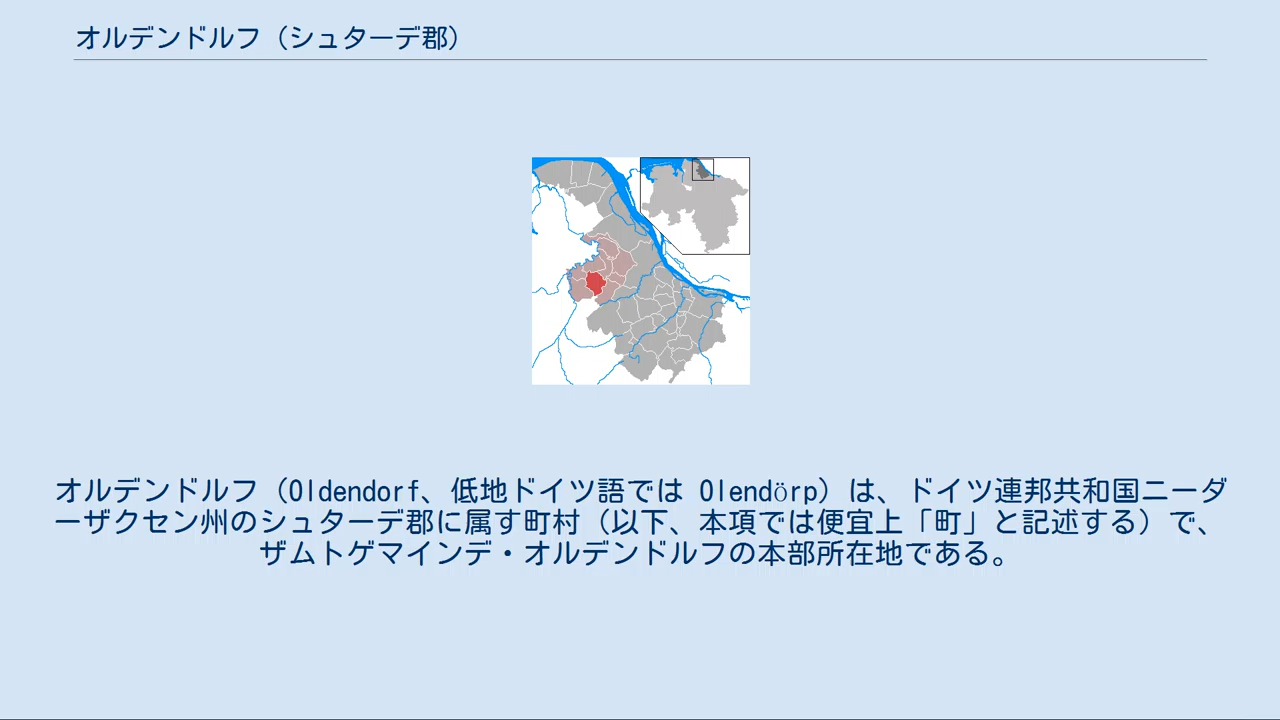 オルデンドルフ（シュターデ郡）
オルデンドルフ（Oldendorf、低地ドイツ語では Olendörp）は、ドイツ連邦共和国ニーダ
ーザクセン州のシュターデ郡に属す町村（以下、本項では便宜上「町」と記述する）で、
ザムトゲマインデ・オルデンドルフの本部所在地である。